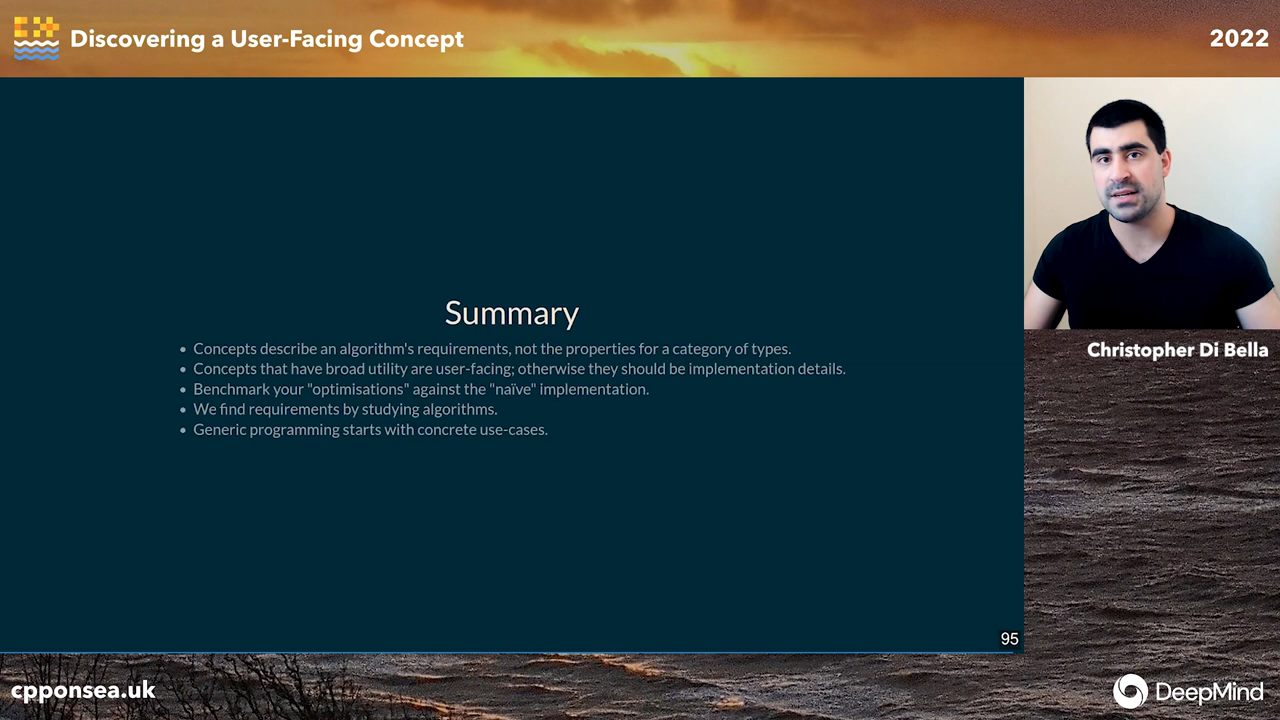 Discovering a User-Facing Concept
2022
Summary
• Concepts describe an algorithm's requirements, not the properties for a category of types.
• Concepts that have broad utility are user-facing; otherwise they should be implementation details.
• Benchmark your "optimisations" against the "naïve" implementation.
• We find requirements by studying algorithms.
• Generic programming starts with concrete use-cases.
95
Christopher Di Bella
cpponsea.uk
DeepMind